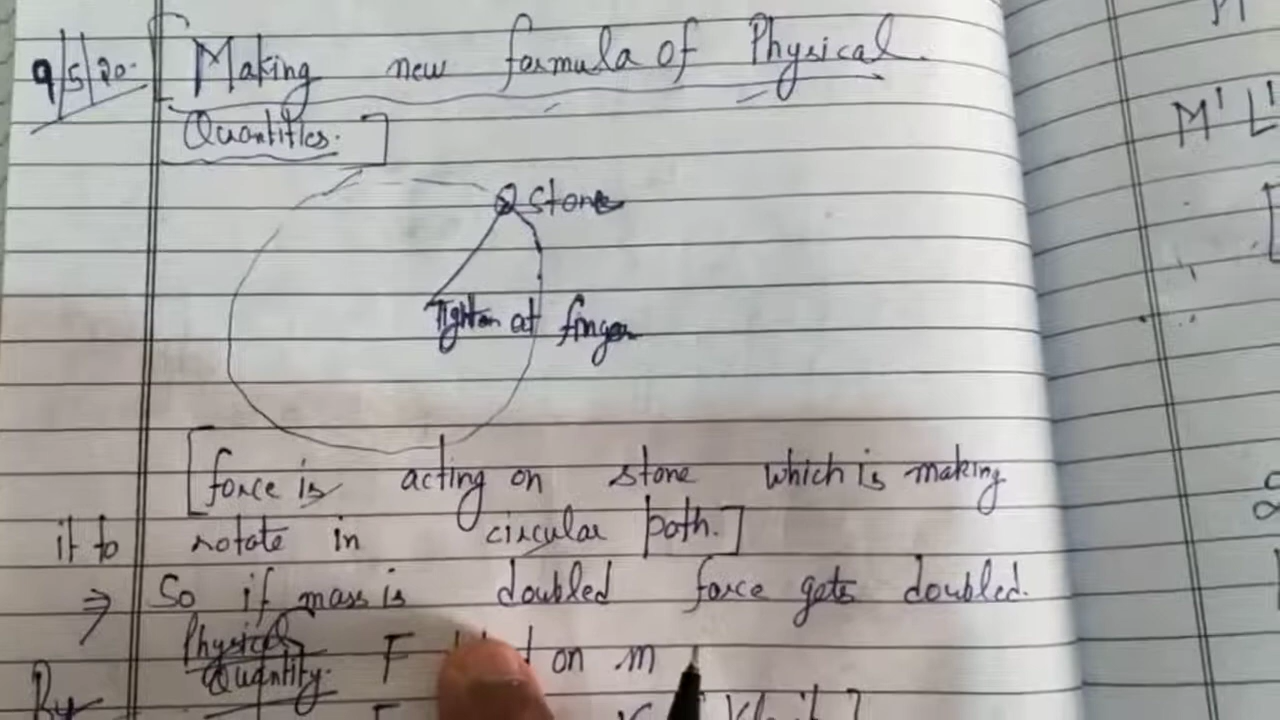 9/5/20. Making new formula of Physical
Quantities.
Stone
Tighten at finger
[force is acting on stone which is making
it to rotate in circular path.]
⇒ So if mass is doubled force gets doubled.
Physical F on m
Quantity.
By
M' L'